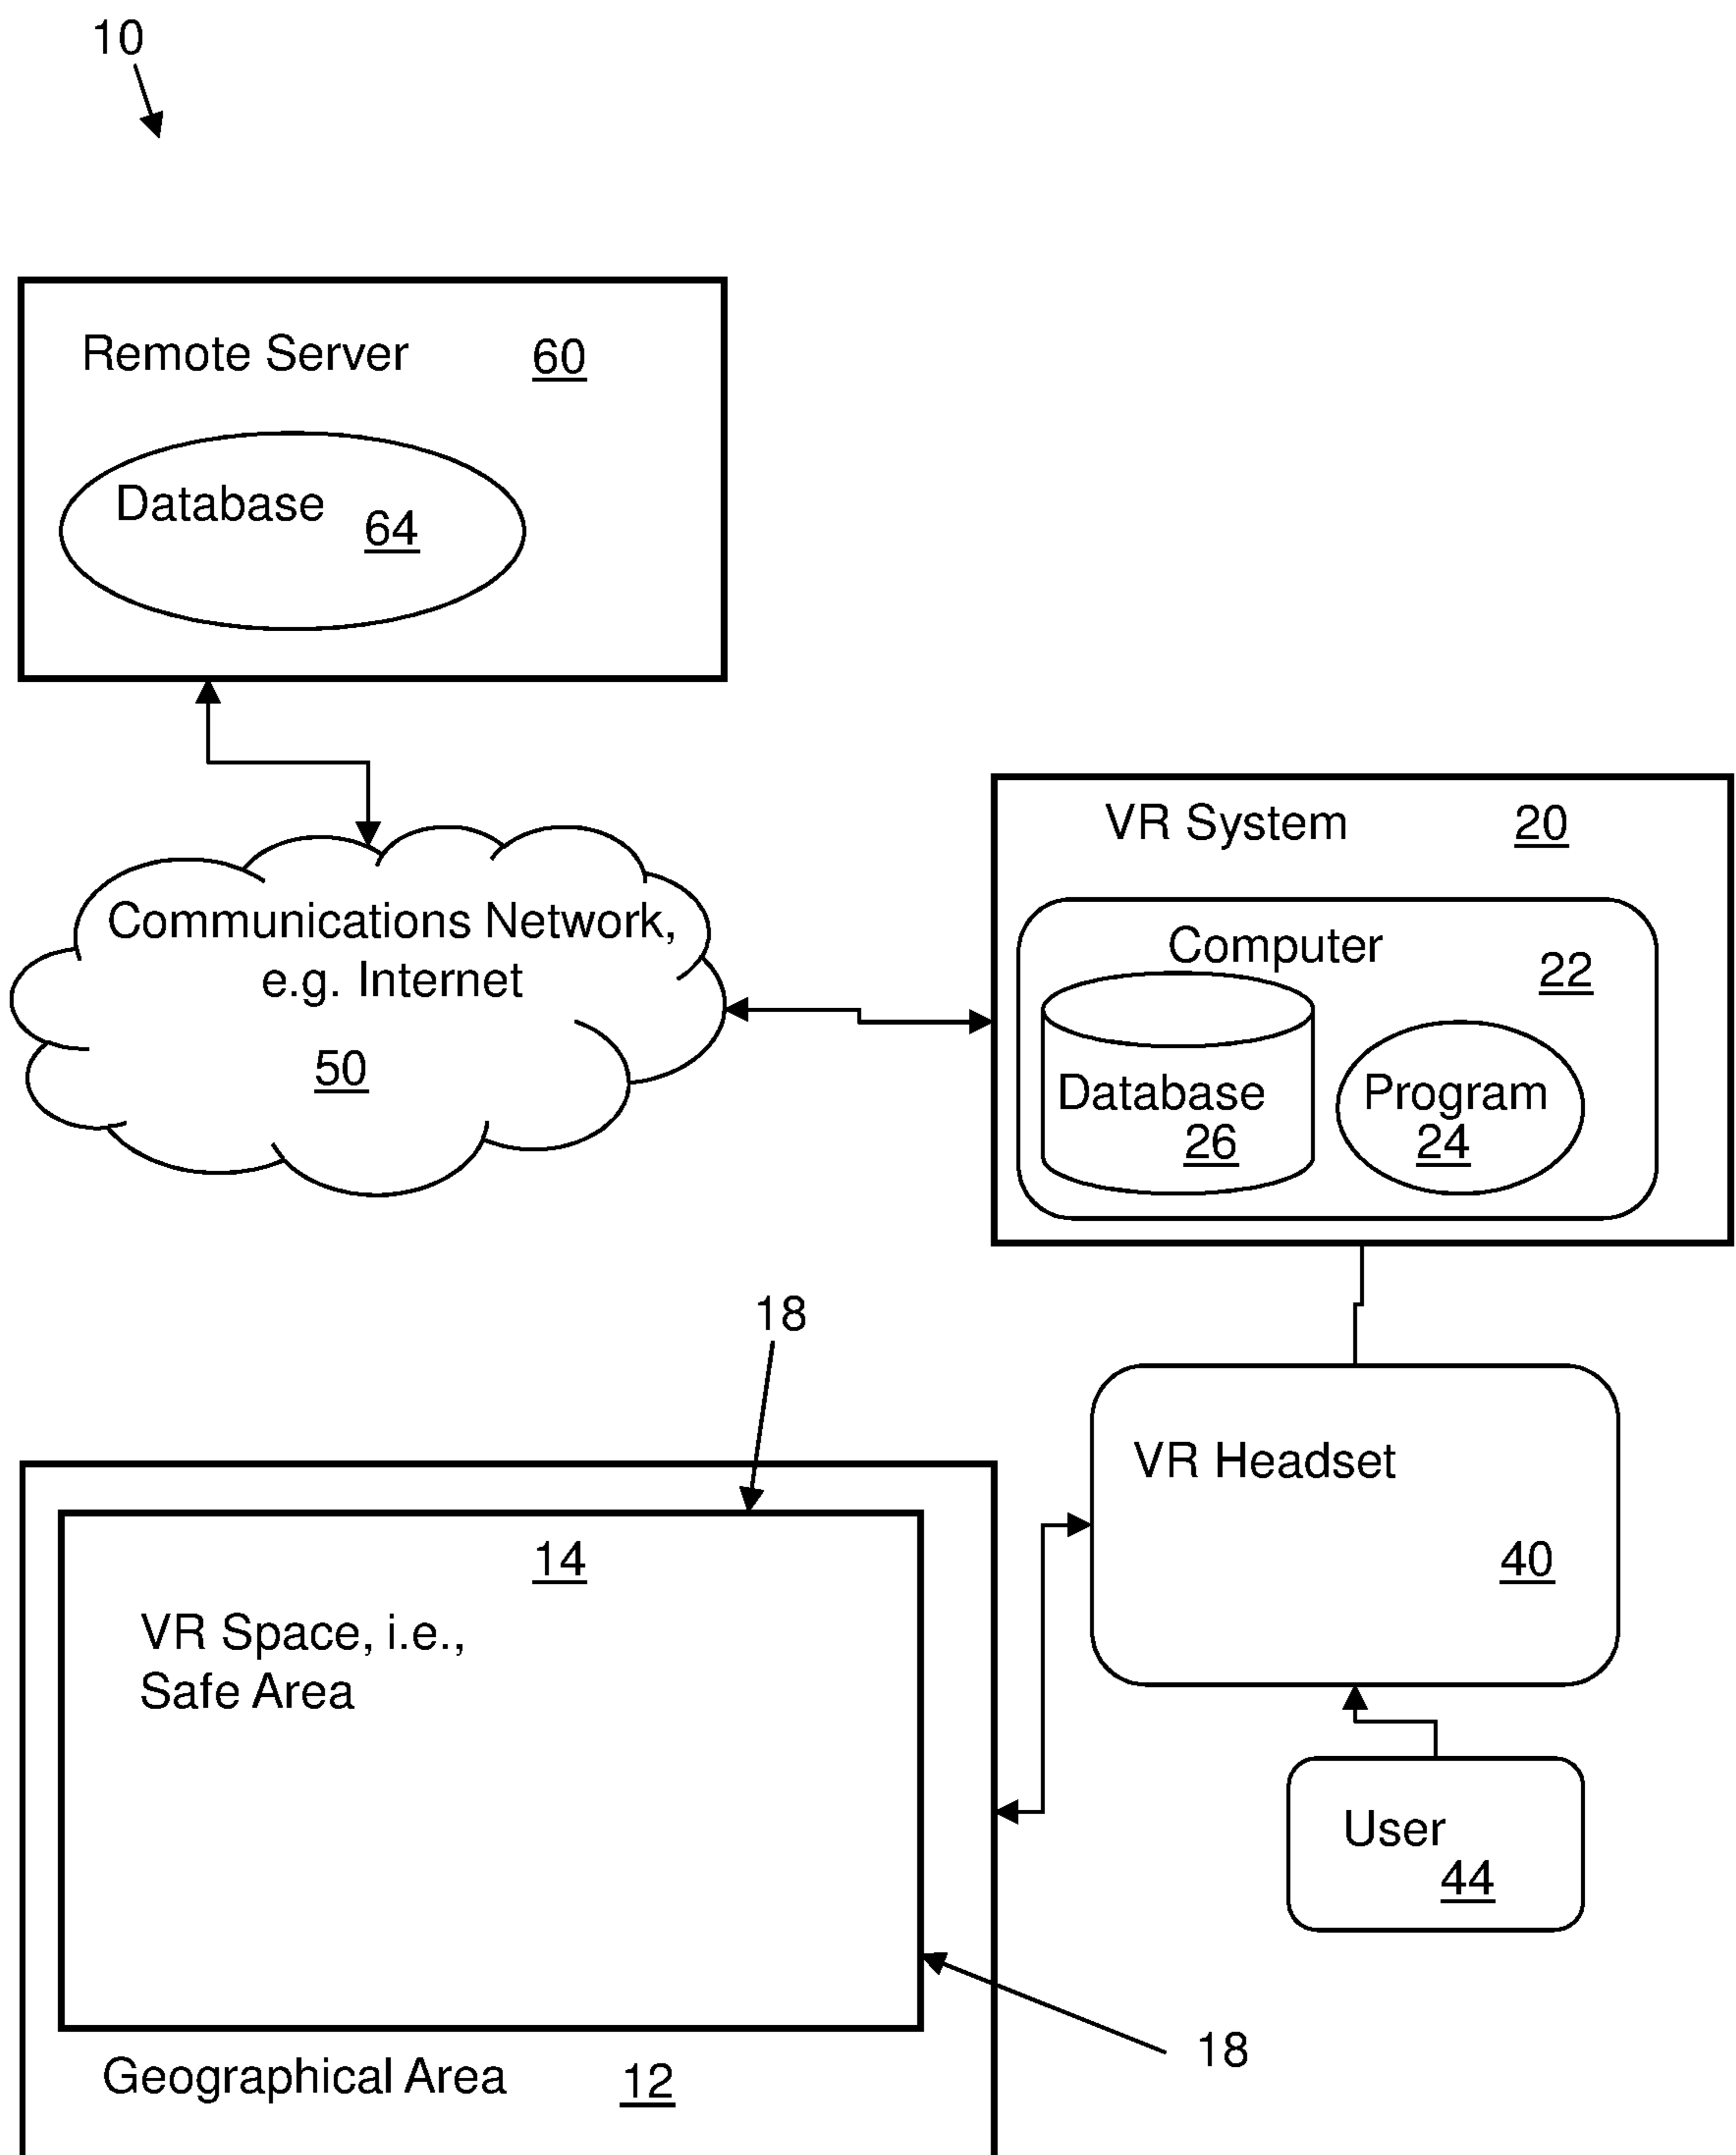 10
Remote Server 60
Database 64
Communications Network,
e.g. Internet
50
VR System 20
Computer 22
Database 26
Program 24
18
VR Headset
40
14
VR Space, i.e.,
Safe Area
User
44
18
Geographical Area 12